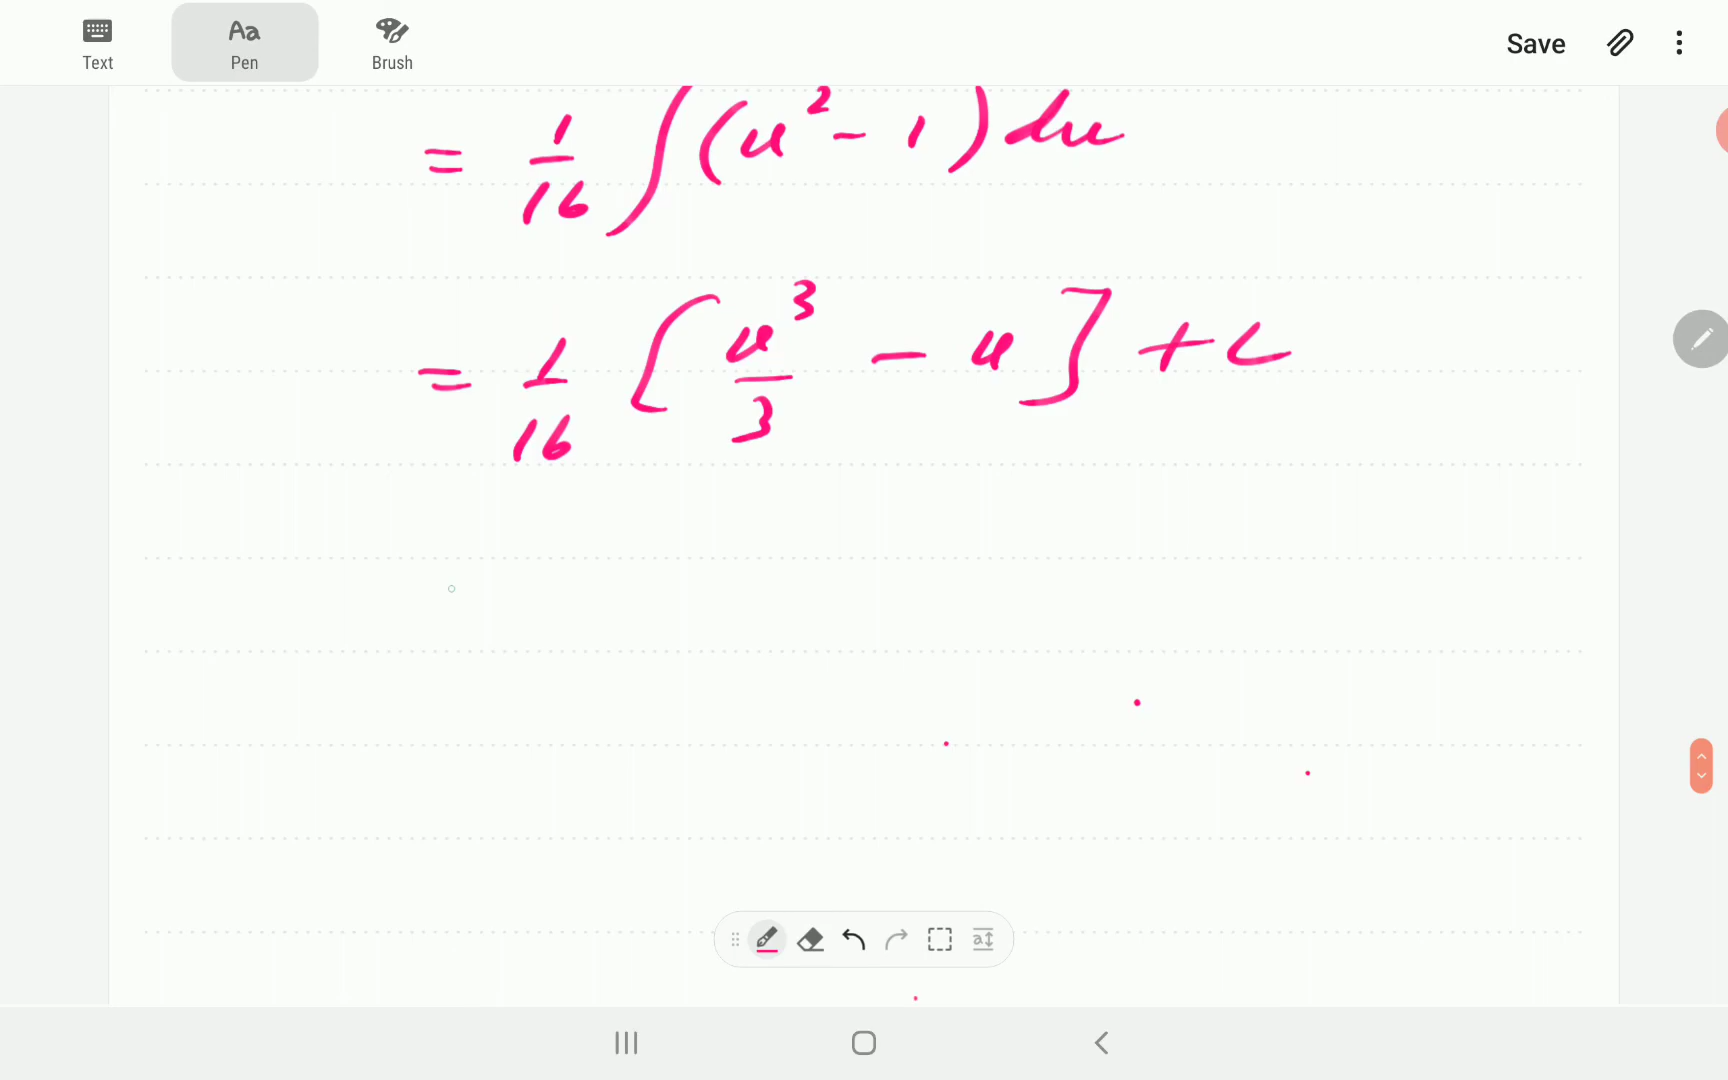 Text Pen Brush Save
= 1/16 ∫(u² - 1) du
= 1/16 [u³/3 - u] + c